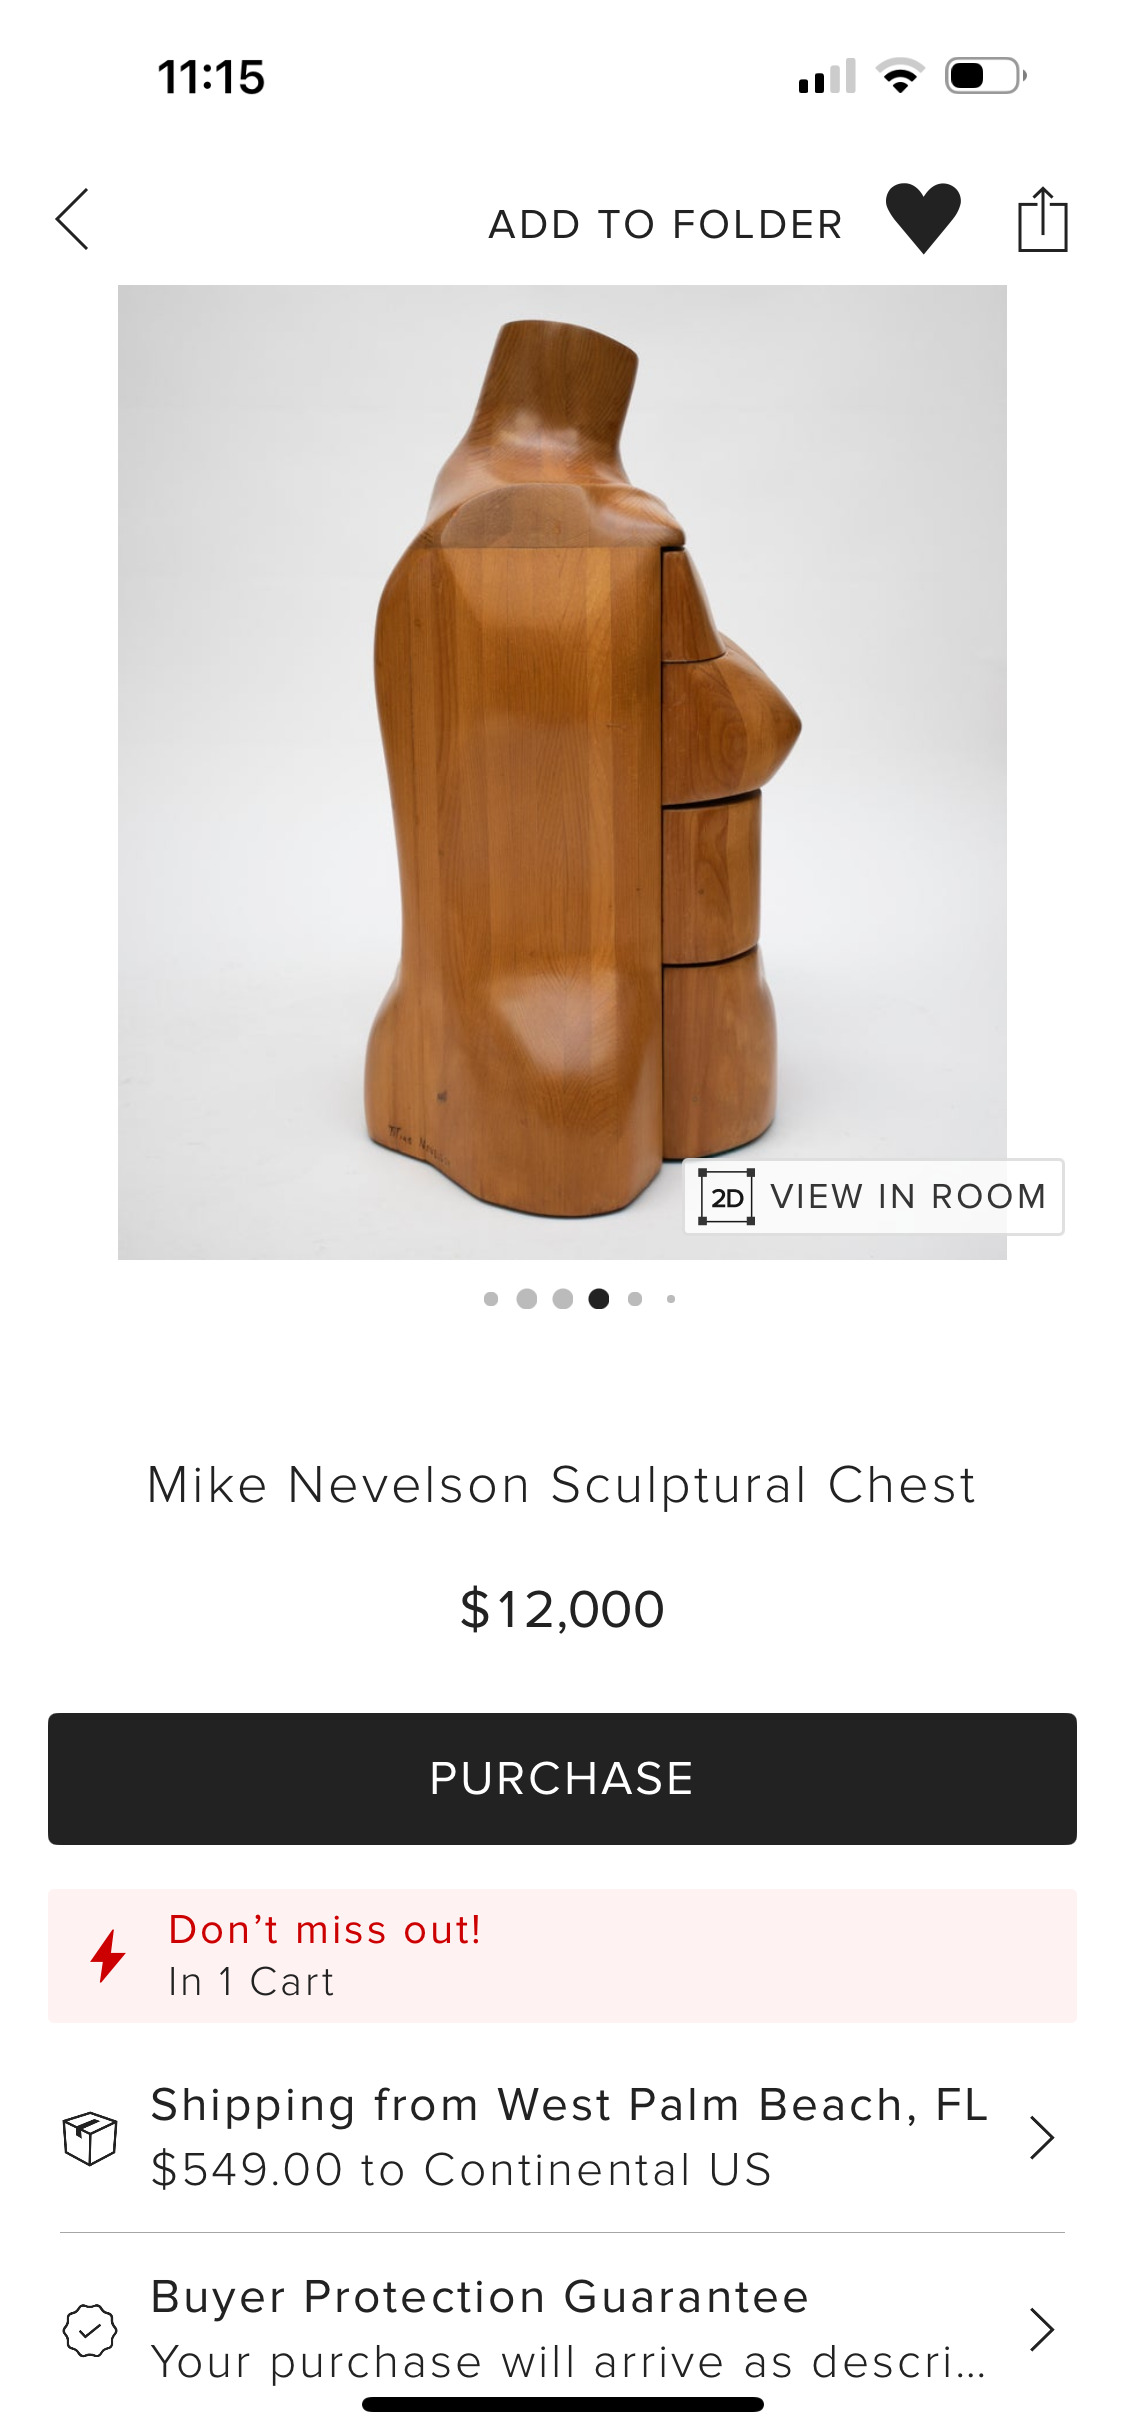 11:15
ADD TO FOLDER
Mike Nevelson
2D VIEW IN ROOM
Mike Nevelson Sculptural Chest
$12,000
PURCHASE
Don’t miss out!
In 1 Cart
Shipping from West Palm Beach, FL
$549.00 to Continental US
Buyer Protection Guarantee
Your purchase will arrive as descri...